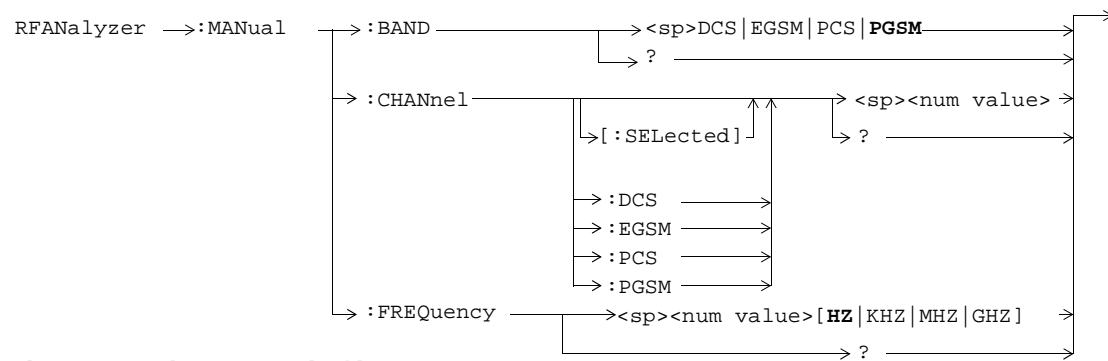 RFANalyzer :MANual :BAND <sp>DCS|EGSM|PCS|PGSM
?
:CHANnel <sp><num value>
[:SELected] ?
:DCS
:EGSM
:PCS
:PGSM
:FREQuency <sp><num value>[HZ|KHZ|MHZ|GHZ]
?